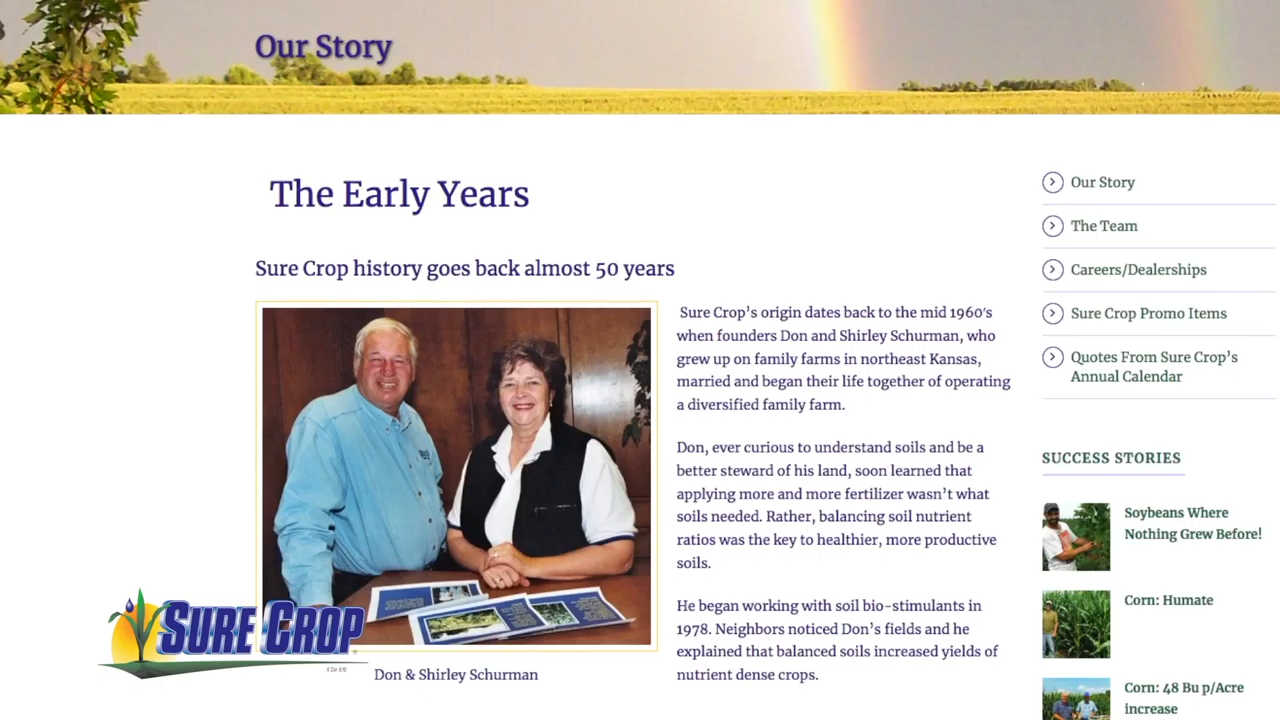 Our Story
The Early Years
Sure Crop history goes back almost 50 years
Sure Crop's origin dates back to the mid 1960's
when founders Don and Shirley Schurman, who
grew up on family farms in northeast Kansas,
married and began their life together of operating
a diversified family farm.
Don, ever curious to understand soils and be a
better steward of his land, soon learned that
applying more and more fertilizer wasn't what
soils needed. Rather, balancing soil nutrient
ratios was the key to healthier, more productive
soils.
He began working with soil bio-stimulants in
1978. Neighbors noticed Don's fields and he
explained that balanced soils increased yields of
nutrient dense crops.
Don & Shirley Schurman
SURE CROP
Our Story
The Team
Careers/Dealerships
Sure Crop Promo Items
Quotes From Sure Crop's
Annual Calendar
SUCCESS STORIES
Soybeans Where
Nothing Grew Before!
Corn: Humate
Corn: 48 Bu p/Acre
increase